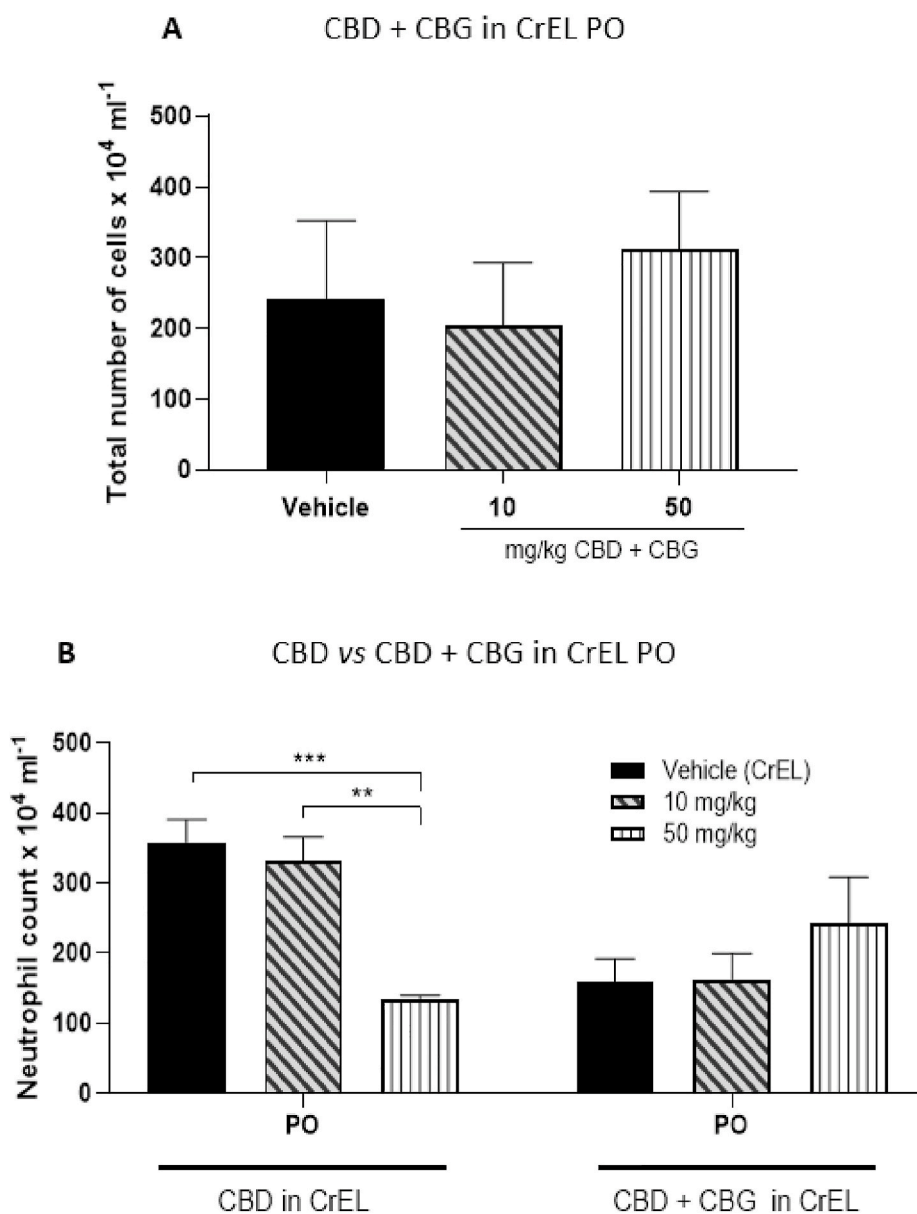 A CBD + CBG in CrEL PO
Total number of cells x 10⁴ ml⁻¹
500
400
300
200
100
0
Vehicle 10 50
mg/kg CBD + CBG
B CBD vs CBD + CBG in CrEL PO
Neutrophil count x 10⁴ ml⁻¹
500
400
300
200
100
0
***
**
Vehicle (CrEL)
10 mg/kg
50 mg/kg
PO PO
CBD in CrEL CBD + CBG in CrEL